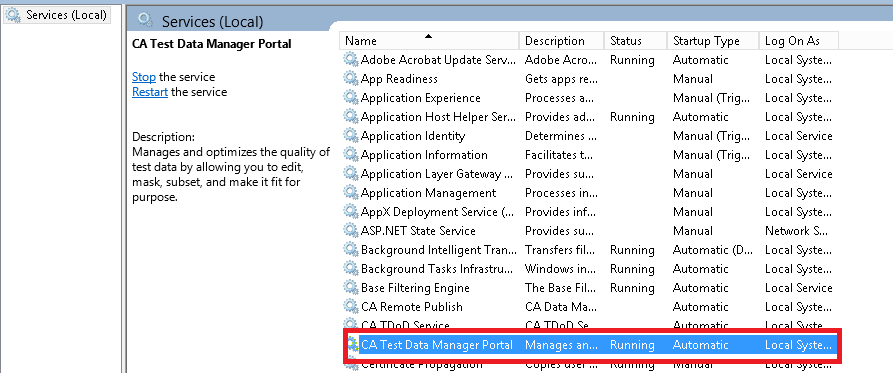 Services (Local)
Services (Local)
CA Test Data Manager Portal
Stop the service
Restart the service
Description:
Manages and optimizes the quality of
test data by allowing you to edit,
mask, subset, and make it fit for
purpose.
Name Description Status Startup Type Log On As
Adobe Acrobat Update Serv... Adobe Acro... Running Automatic Local Syste...
App Readiness Gets apps re... Manual Local Syste...
Application Experience Processes a... Manual (Trig... Local Syste...
Application Host Helper Ser... Provides ad... Running Automatic Local Syste...
Application Identity Determines ... Manual (Trig... Local Service
Application Information Facilitates t... Manual (Trig... Local Syste...
Application Layer Gateway ... Provides su... Manual Local Service
Application Management Processes in... Manual Local Syste...
AppX Deployment Service (... Provides inf... Manual Local Syste...
ASP.NET State Service Provides su... Manual Network S...
Background Intelligent Tran... Transfers fil... Running Automatic (D... Local Syste...
Background Tasks Infrastru... Windows in... Running Automatic Local Syste...
Base Filtering Engine The Base Fil... Running Automatic Local Service
CA Remote Publish CA Data Ma... Automatic Local Syste...
CA TDoD Service CA TDoD Se... Automatic Local Syste...
CA Test Data Manager Portal Manages an... Running Automatic Local Syste...
Certificate Propagation Copies user ... Running Manual Local Syste...